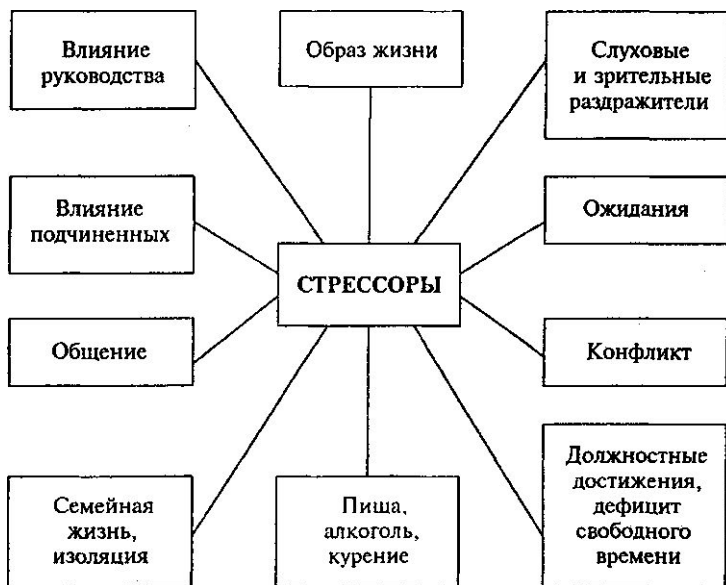 Влияние
руководства
Образ жизни
Слуховые
и зрительные
раздражители
Влияние
подчиненных
Ожидания
СТРЕССОРЫ
Общение
Конфликт
Семейная
жизнь,
изоляция
Пиша,
алкоголь,
курение
Должностные
достижения,
дефицит
свободного
времени